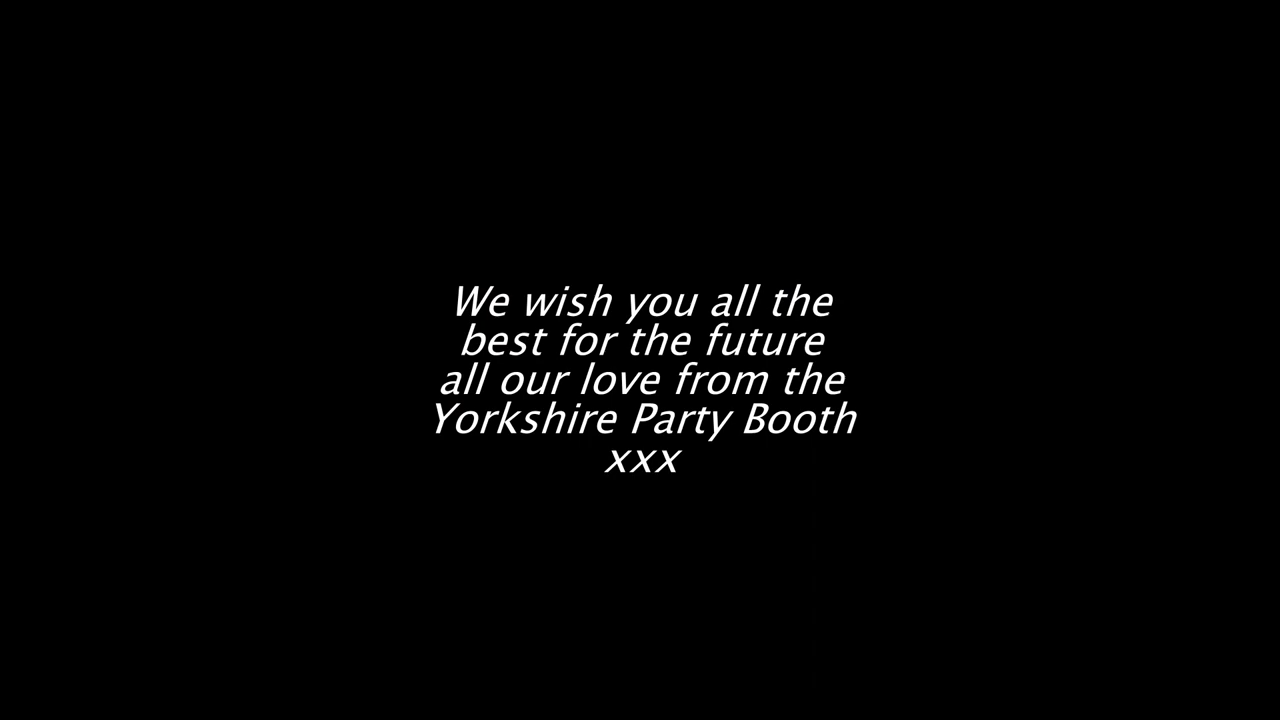 We wish you all the
best for the future
all our love from the
Yorkshire Party Booth
xxx